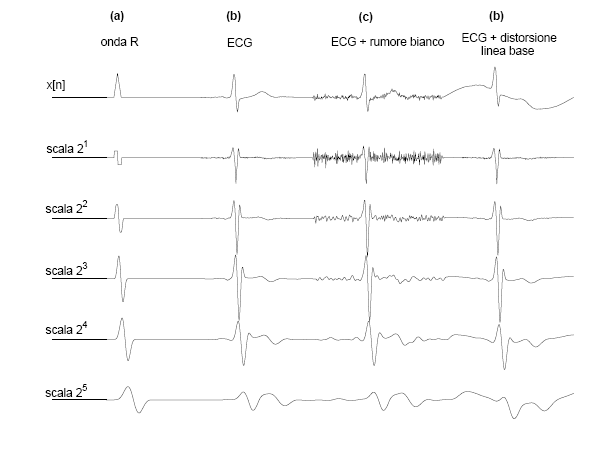 (a) (b) (c) (b)
onda R ECG ECG + rumore bianco ECG + distorsione
linea base
x[n]
scala 2¹
scala 2²
scala 2³
scala 2⁴
scala 2⁵